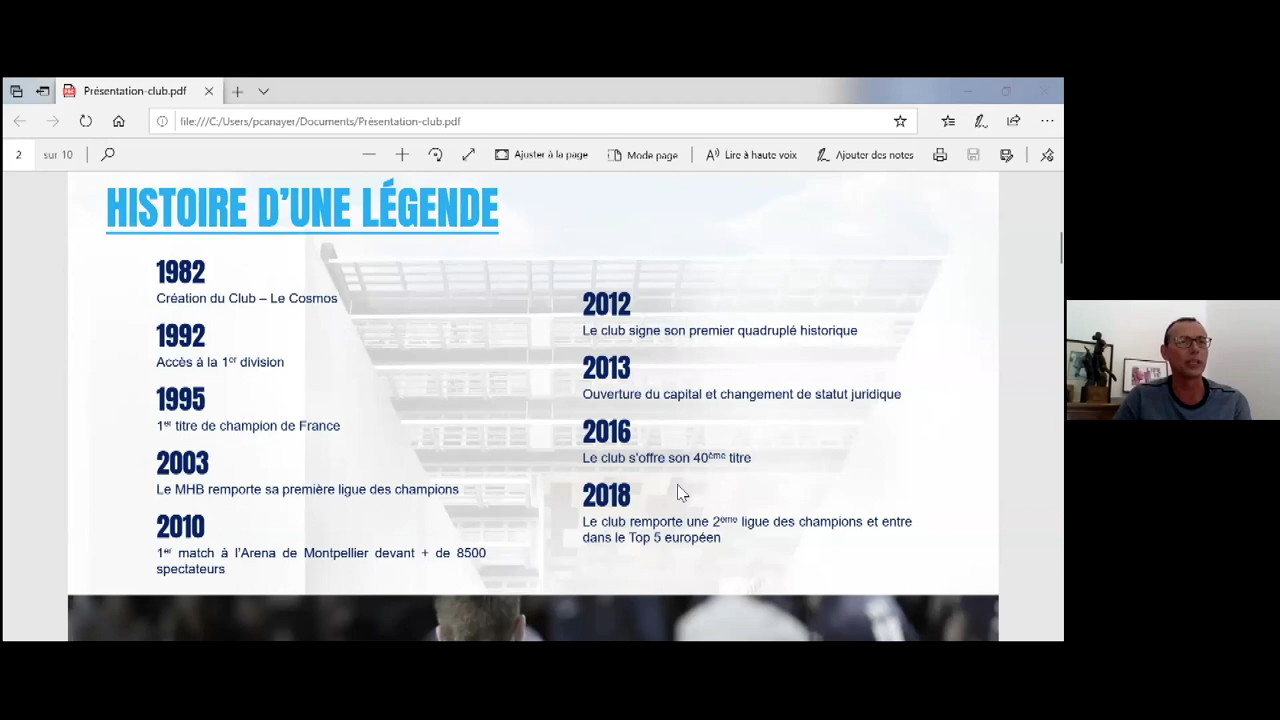 Présentation-club.pdf
file:///C:/Users/pcanayer/Documents/Présentation-club.pdf
2 sur 10
Ajuster à la page
Mode page
Lire à haute voix
Ajouter des notes
HISTOIRE D'UNE LÉGENDE
1982
Création du Club – Le Cosmos
1992
Accès à la 1er division
1995
1er titre de champion de France
2003
Le MHB remporte sa première ligue des champions
2010
1er match à l'Arena de Montpellier devant + de 8500
spectateurs
2012
Le club signe son premier quadruplé historique
2013
Ouverture du capital et changement de statut juridique
2016
Le club s'offre son 40ème titre
2018
Le club remporte une 2ème ligue des champions et entre
dans le Top 5 européen